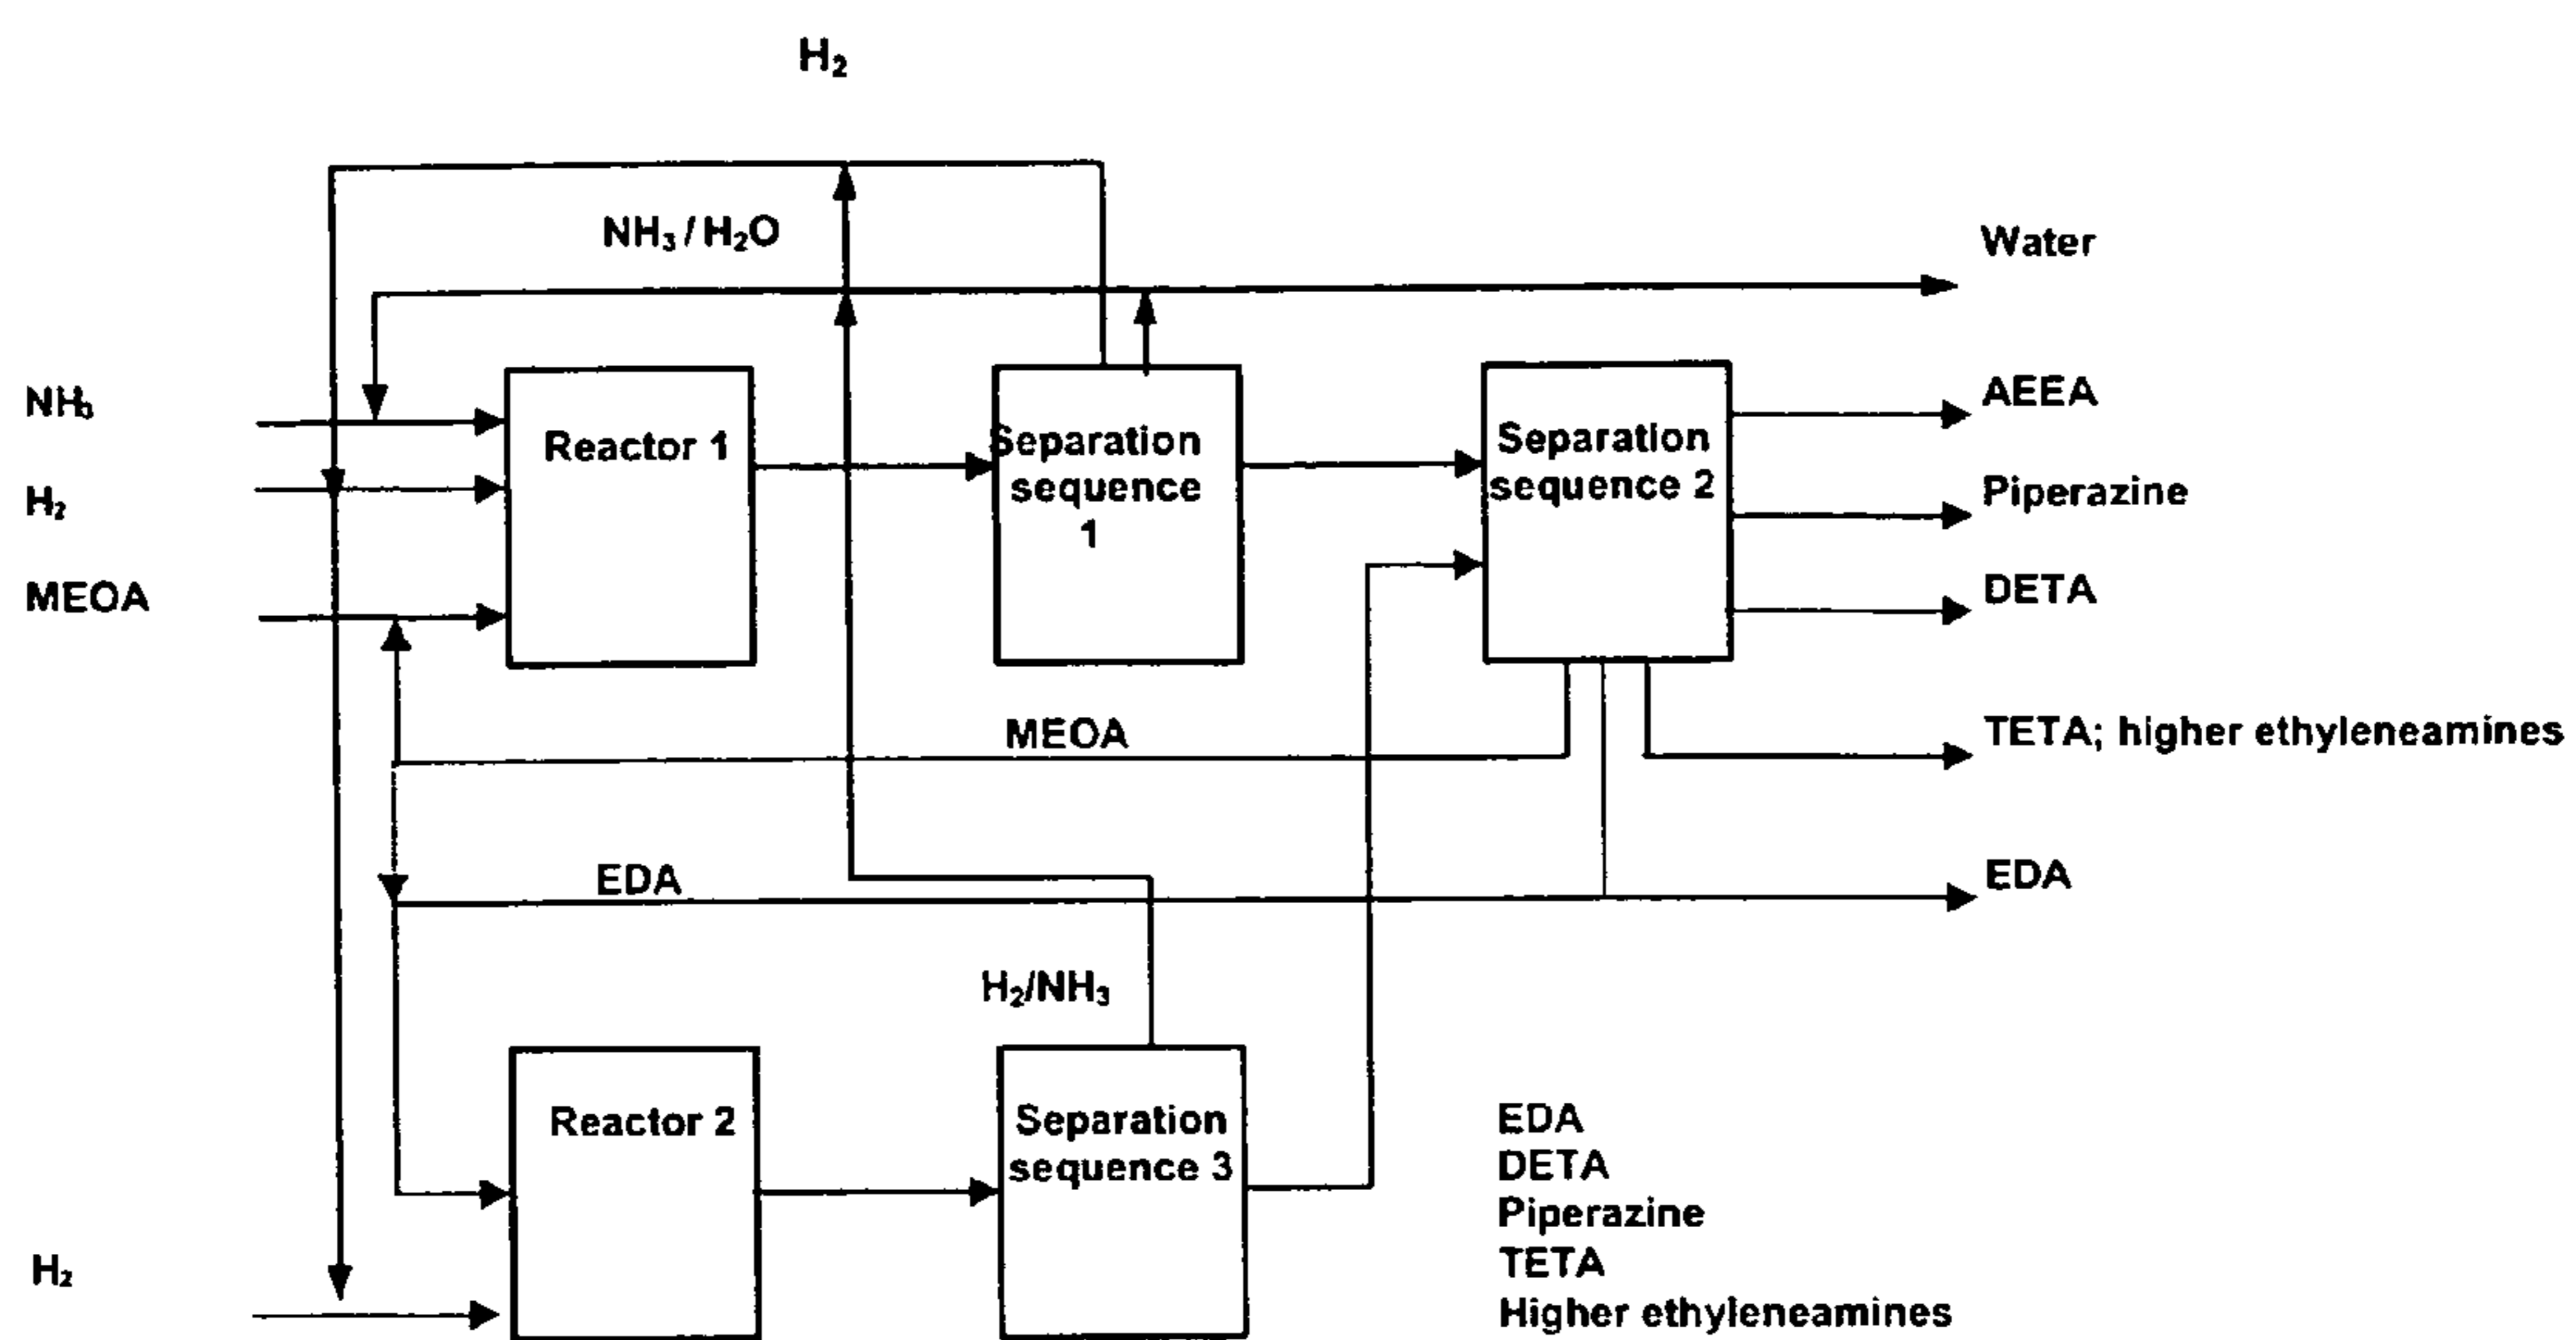 H₂
NH₃ / H₂O
Water
NH₃
H₂
MEOA
Reactor 1
Separation
sequence
1
Separation
sequence 2
AEEA
Piperazine
DETA
MEOA
TETA; higher ethyleneamines
EDA
EDA
H₂/NH₃
Reactor 2
Separation
sequence 3
H₂
EDA
DETA
Piperazine
TETA
Higher ethyleneamines